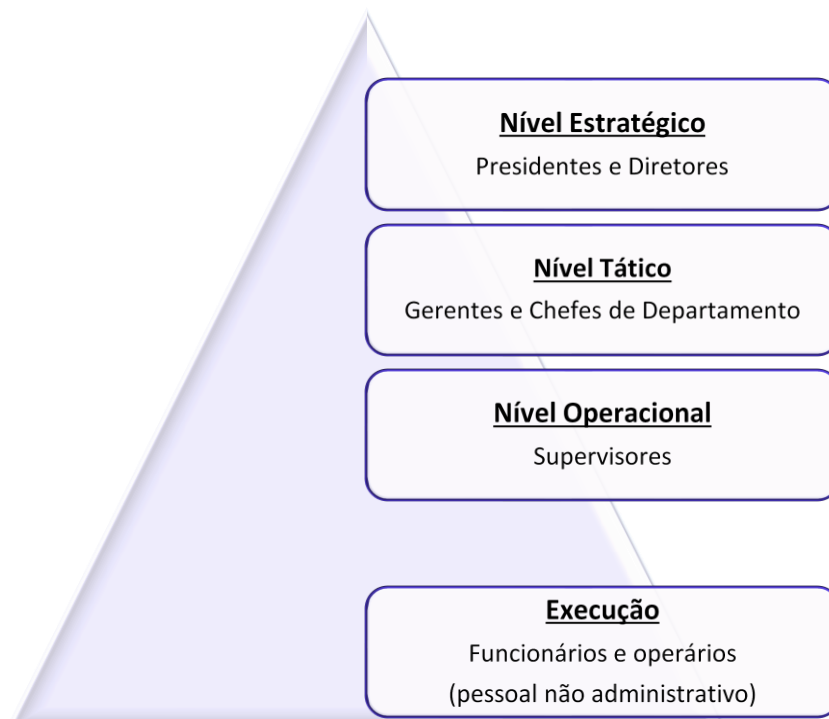 Nível Estratégico
Presidentes e Diretores
Nível Tático
Gerentes e Chefes de Departamento
Nível Operacional
Supervisores
Execução
Funcionários e operários
(pessoal não administrativo)